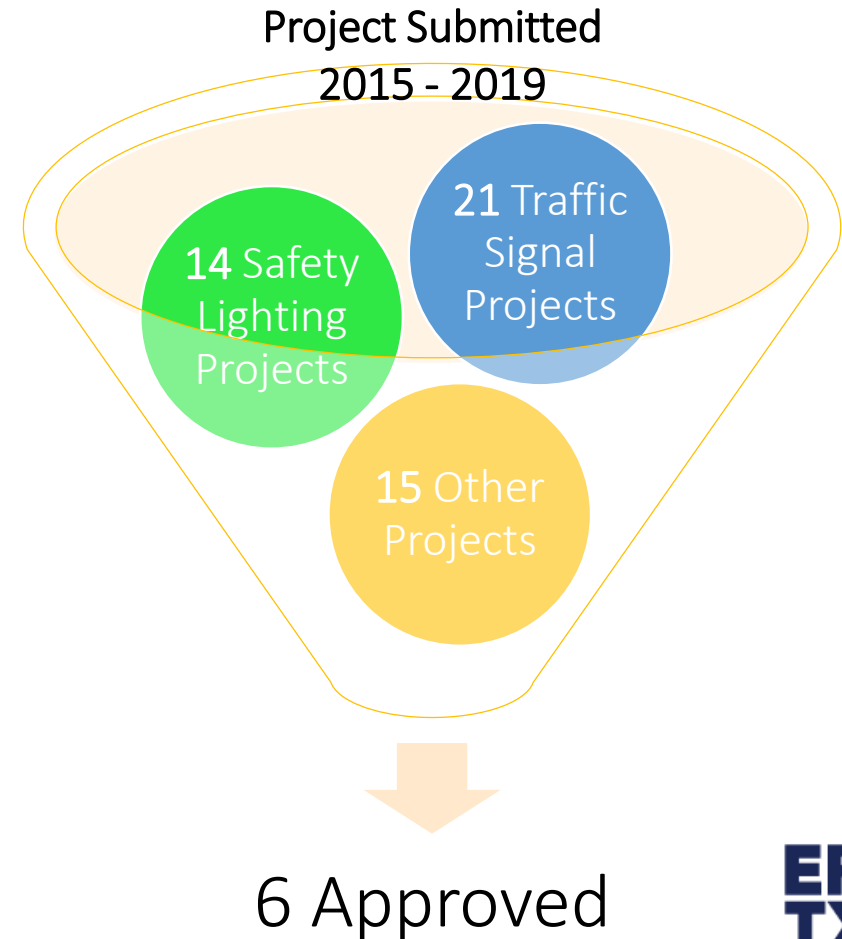 Project Submitted
2015 - 2019
21 Traffic
Signal
Projects
14 Safety
Lighting
Projects
15 Other
Projects
6 Approved